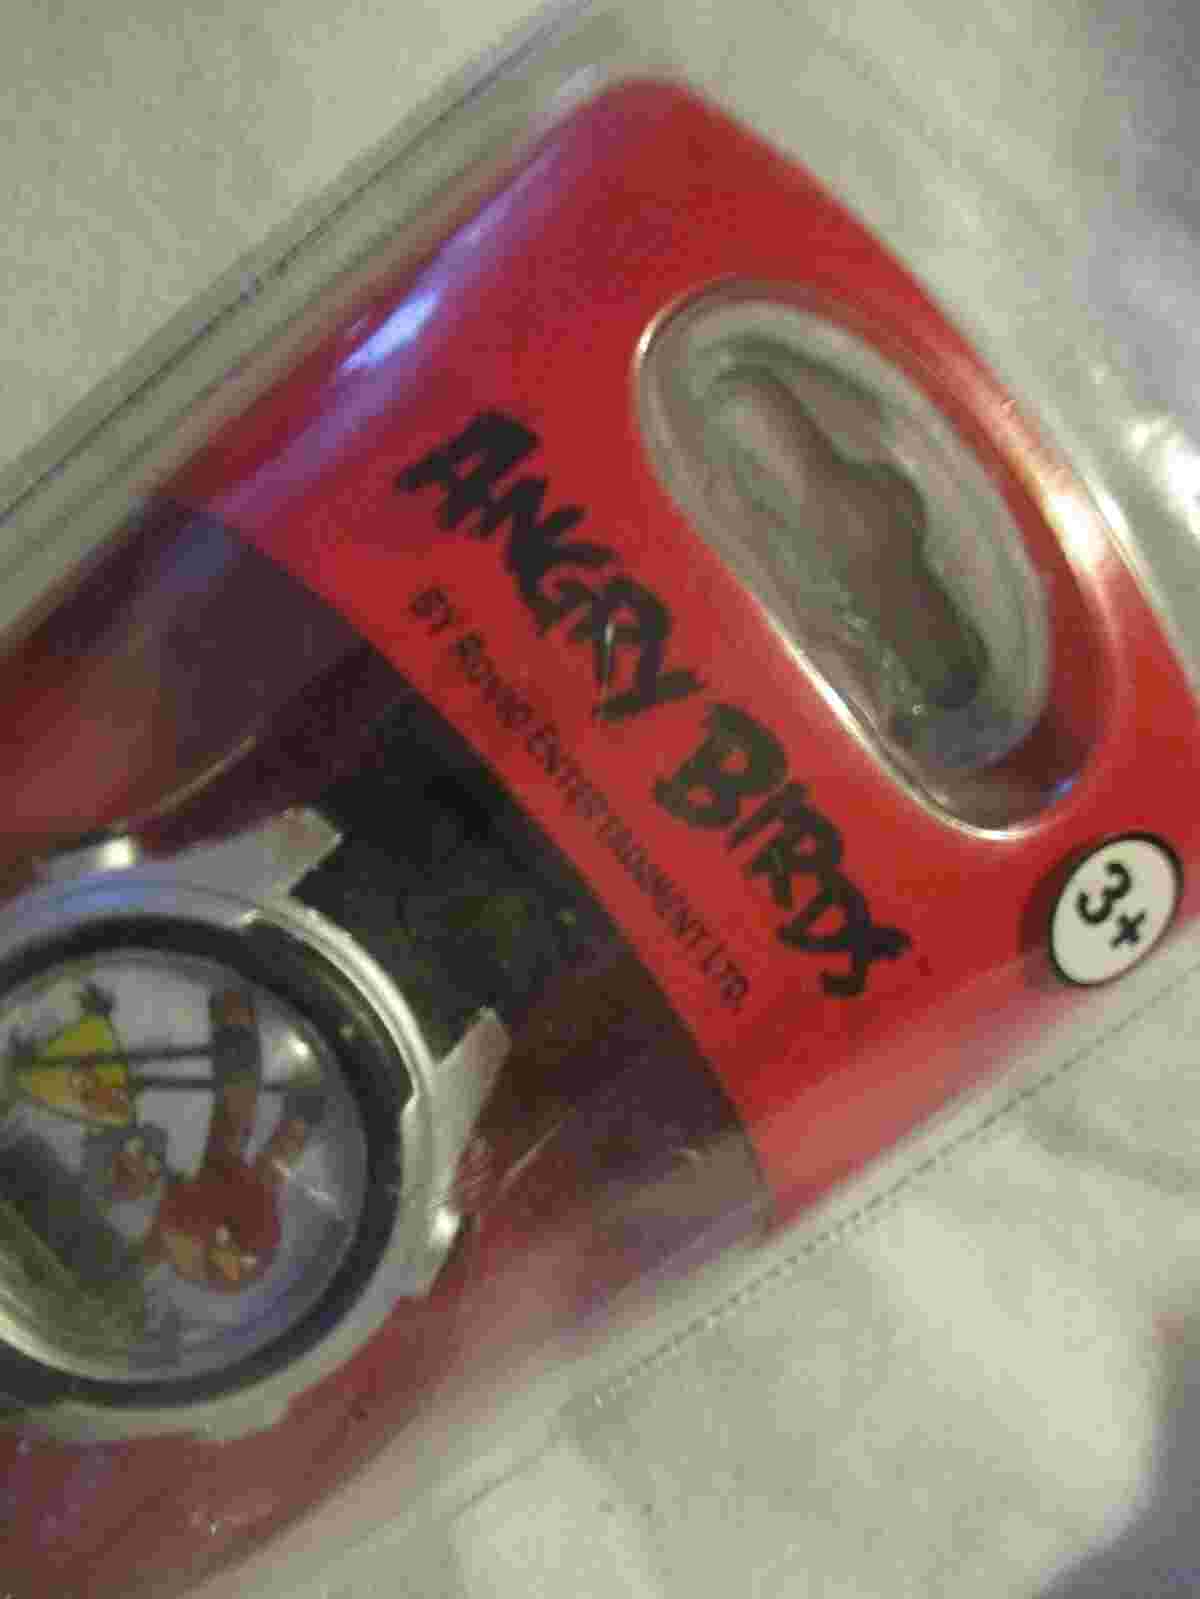 ANGRY BIRDS
BY ROVIO ENTERTAINMENT LTD.
3+